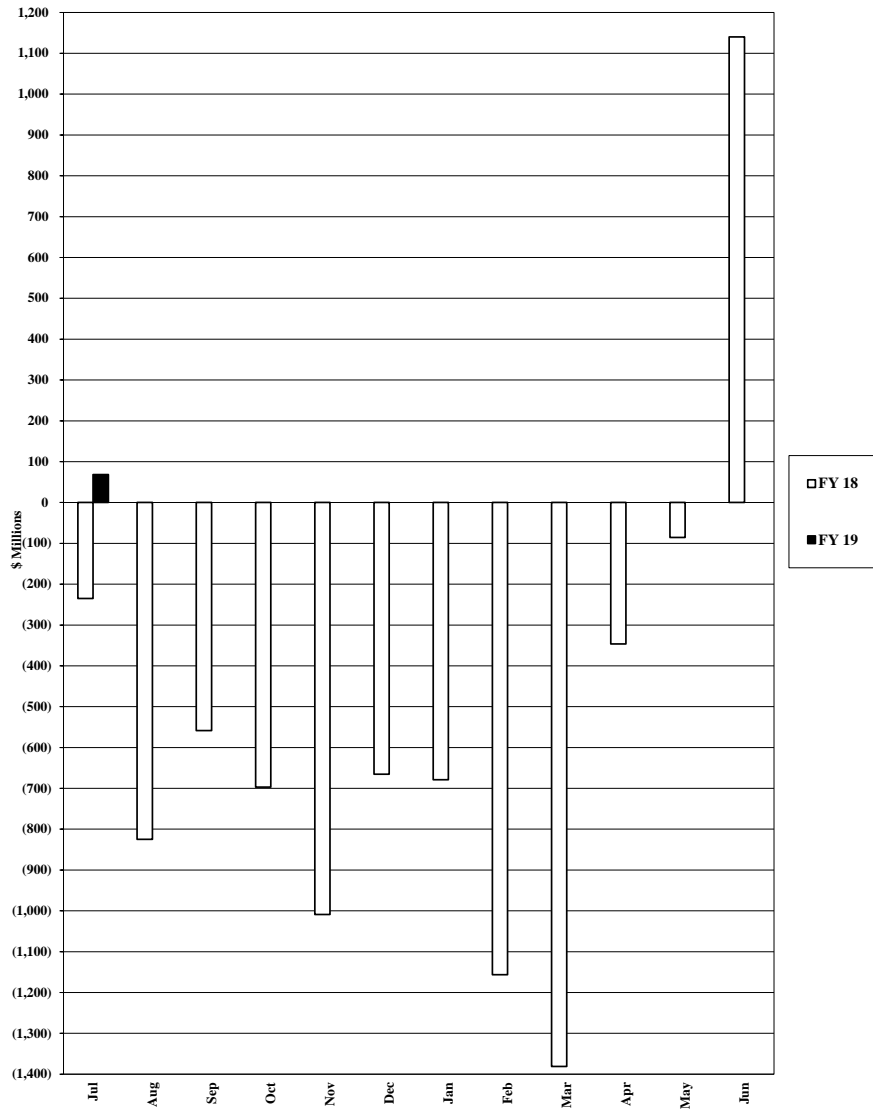 1,200
1,100
1,000
900
800
700
600
500
400
300
200
100
0
(100)
(200)
(300)
(400)
(500)
(600)
(700)
(800)
(900)
(1,000)
(1,100)
(1,200)
(1,300)
(1,400)
$ Millions
Jul
Aug
Sep
Oct
Nov
Dec
Jan
Feb
Mar
Apr
May
Jun
FY 18
FY 19